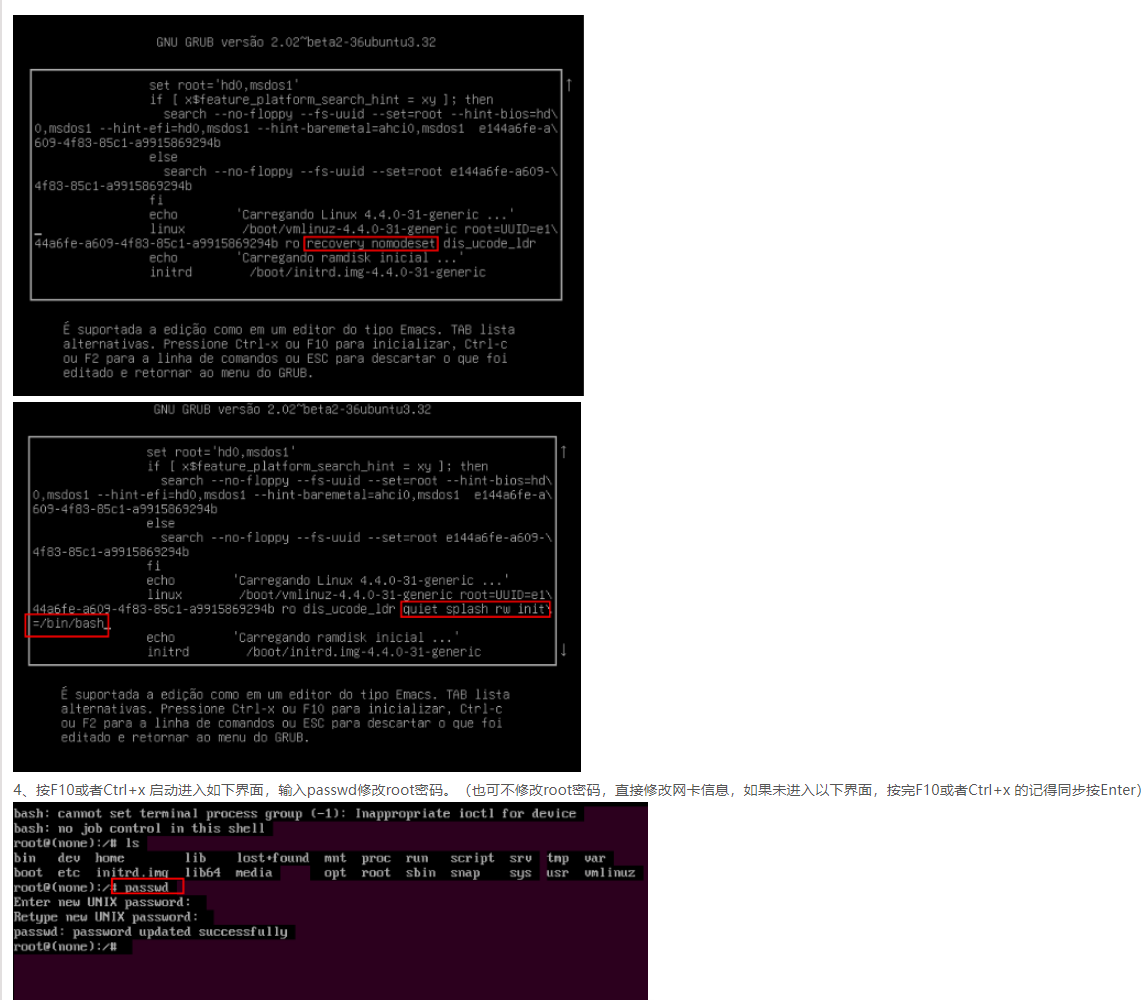 GNU GRUB versão 2.02~beta2-36ubuntu3.32
set root='hd0,msdos1'
if [ x$feature_platform_search_hint = xy ]; then
search --no-floppy --fs-uuid --set=root --hint-bios=hd\
0,msdos1 --hint-efi=hd0,msdos1 --hint-baremetal=ahci0,msdos1  e144a6fe-a\
609-4f83-85c1-a9915869294b
else
search --no-floppy --fs-uuid --set=root e144a6fe-a609-\
4f83-85c1-a9915869294b
fi
echo 'Carregando Linux 4.4.0-31-generic ...'
linux /boot/vmlinuz-4.4.0-31-generic root=UUID=e1\
44a6fe-a609-4f83-85c1-a9915869294b ro recovery nomodeset dis_ucode_ldr
echo 'Carregando ramdisk inicial ...'
initrd /boot/initrd.img-4.4.0-31-generic
É suportada a edição como em um editor do tipo Emacs. TAB lista
alternativas. Pressione Ctrl-x ou F10 para inicializar, Ctrl-c
ou F2 para a linha de comandos ou ESC para descartar o que foi
editado e retornar ao menu do GRUB.
GNU GRUB versão 2.02~beta2-36ubuntu3.32
set root='hd0,msdos1'
if [ x$feature_platform_search_hint = xy ]; then
search --no-floppy --fs-uuid --set=root --hint-bios=hd\
0,msdos1 --hint-efi=hd0,msdos1 --hint-baremetal=ahci0,msdos1  e144a6fe-a\
609-4f83-85c1-a9915869294b
else
search --no-floppy --fs-uuid --set=root e144a6fe-a609-\
4f83-85c1-a9915869294b
fi
echo 'Carregando Linux 4.4.0-31-generic ...'
linux /boot/vmlinuz-4.4.0-31-generic root=UUID=e1\
44a6fe-a609-4f83-85c1-a9915869294b ro dis_ucode_ldr quiet splash rw init\
=/bin/bash_
echo 'Carregando ramdisk inicial ...'
initrd /boot/initrd.img-4.4.0-31-generic
É suportada a edição como em um editor do tipo Emacs. TAB lista
alternativas. Pressione Ctrl-x ou F10 para inicializar, Ctrl-c
ou F2 para a linha de comandos ou ESC para descartar o que foi
editado e retornar ao menu do GRUB.
4、按F10或者Ctrl+x 启动进入如下界面，输入passwd修改root密码。（也可不修改root密码，直接修改网卡信息，如果未进入以下界面，按完F10或者Ctrl+x 的记得同步按Enter）
bash: cannot set terminal process group (-1): Inappropriate ioctl for device
bash: no job control in this shell
root@(none):/# ls
bin dev home lib lost+found mnt proc run script srv tmp var
boot etc initrd.img lib64 media opt root sbin snap sys usr vmlinuz
root@(none):/# passwd
Enter new UNIX password:
Retype new UNIX password:
passwd: password updated successfully
root@(none):/#